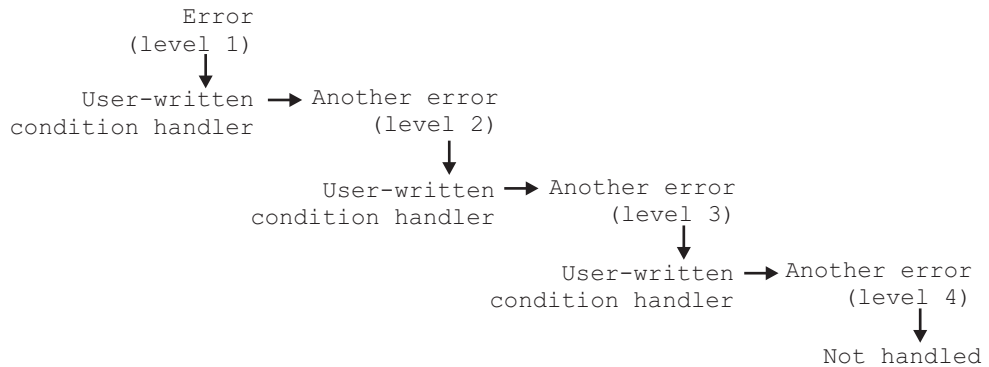 Error
(level 1)
User-written
condition handler
Another error
(level 2)
User-written
condition handler
Another error
(level 3)
User-written
condition handler
Another error
(level 4)
Not handled